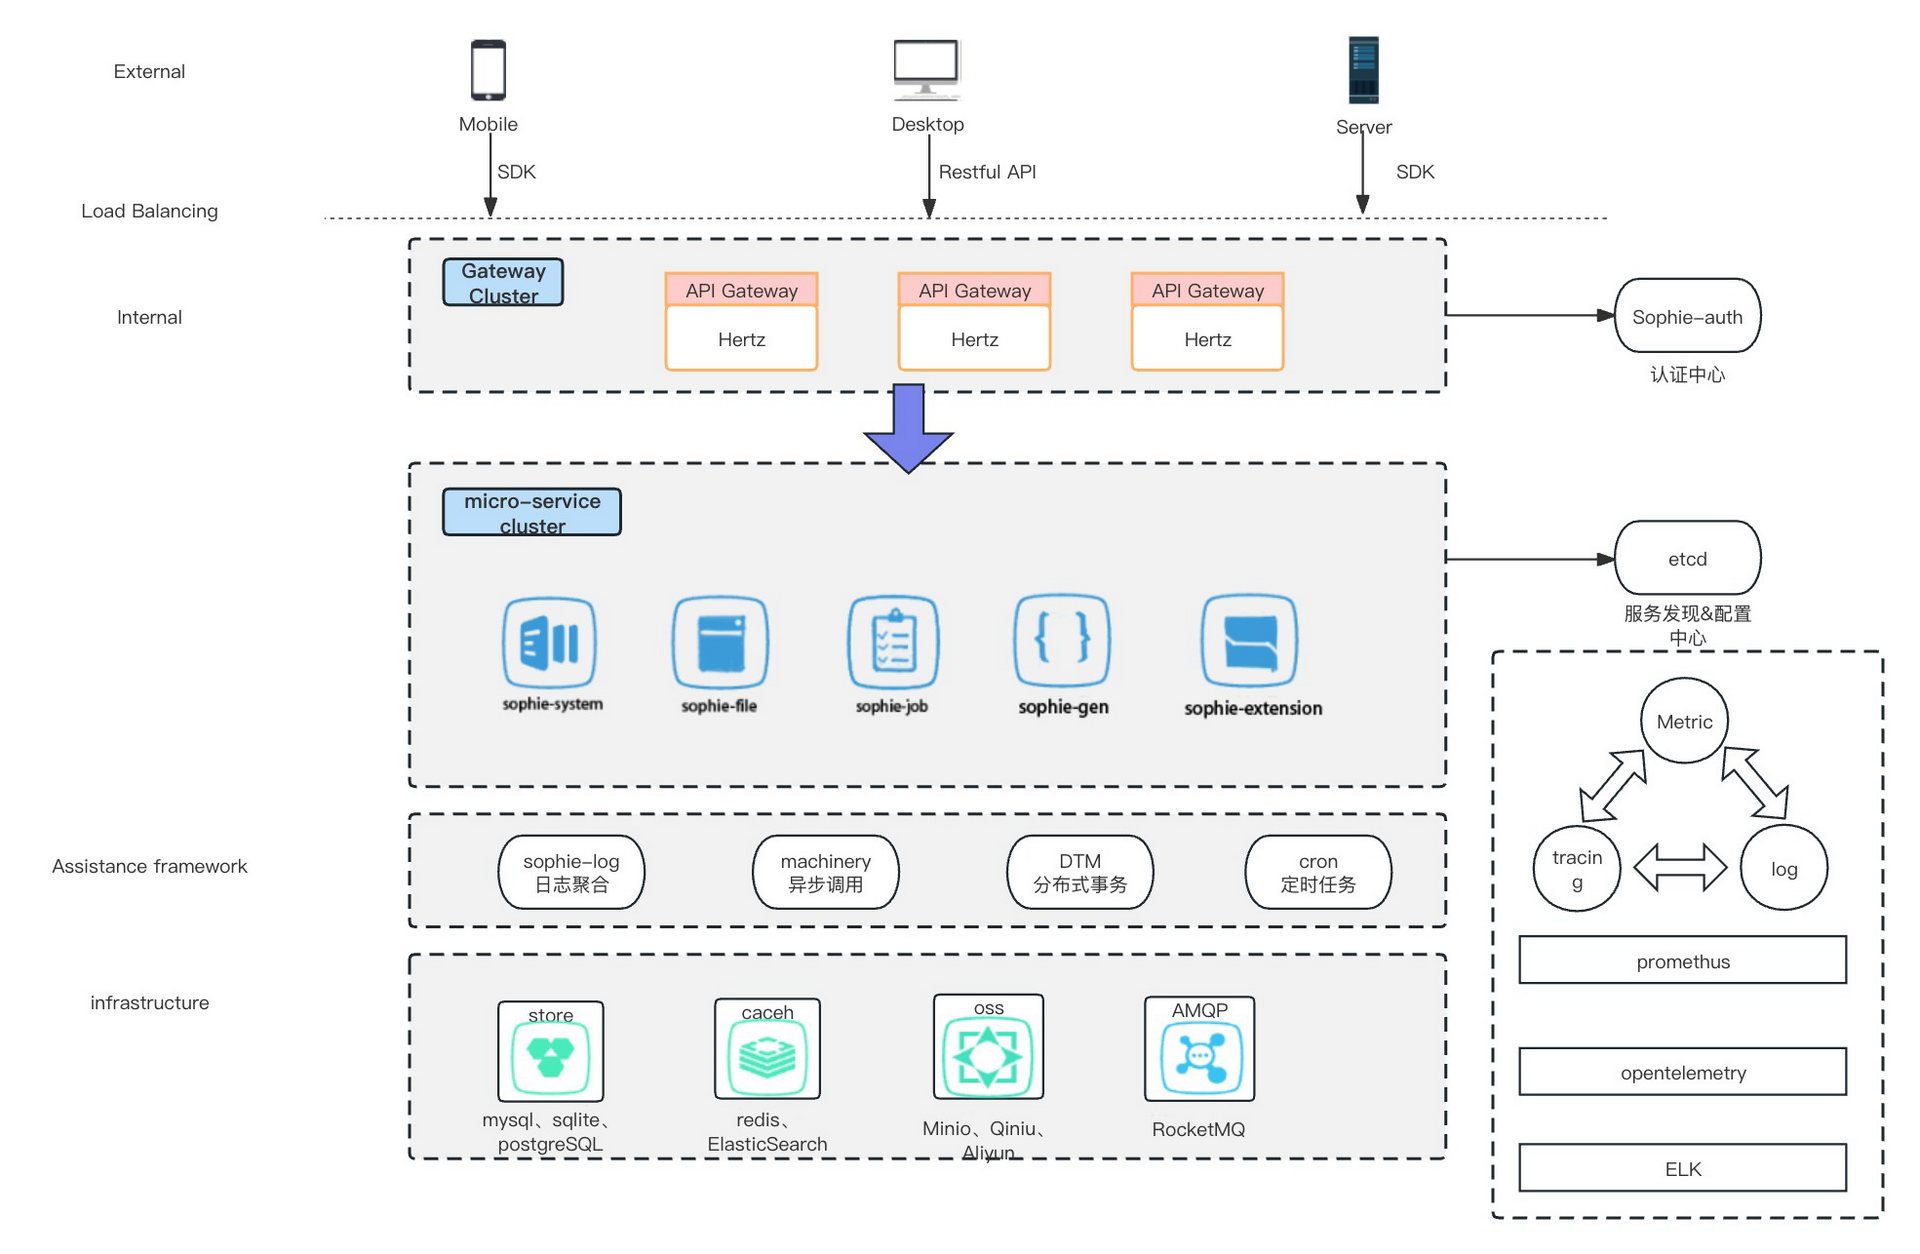 External
Mobile
Desktop
Server
SDK
Restful API
SDK
Load Balancing
Gateway
Cluster
API Gateway
API Gateway
API Gateway
Hertz
Hertz
Hertz
Internal
Sophie-auth
认证中心
micro-service
cluster
etcd
服务发现&配置
中心
sophie-system
sophie-file
sophie-job
sophie-gen
sophie-extension
Metric
tracin
g
log
Assistance framework
sophie-log
日志聚合
machinery
异步调用
DTM
分布式事务
cron
定时任务
promethus
opentelemetry
ELK
infrastructure
store
caceh
oss
AMQP
mysql、sqlite、
postgreSQL
redis、
ElasticSearch
Minio、Qiniu、
Aliyun
RocketMQ